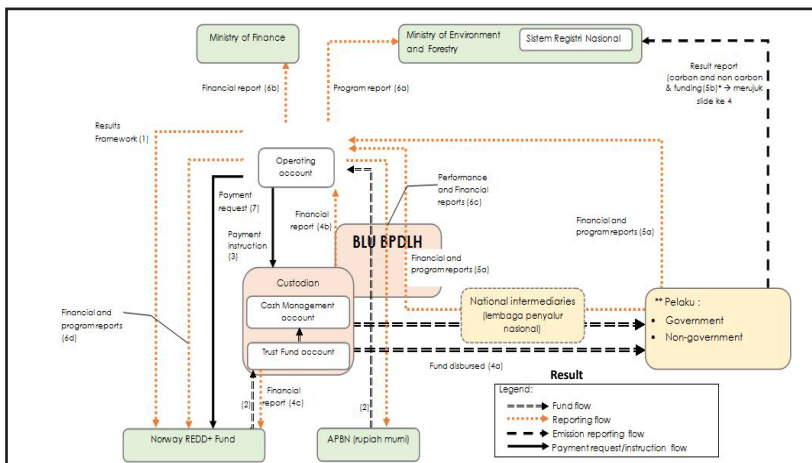 Ministry of Finance
Ministry of Environment
and Forestry
Sistem Registri Nasional
Financial report (6b)
Program report (6a)
Result report
(carbon and non carbon
& funding(5b)* → merujuk
slide ke 4
Results
Framework (1)
Operating
account
Payment
request (7)
Performance
and Financial
reports (6c)
Financial
report (4b)
Payment
instruction
(3)
BLU BPDLH
Financial and
program reports (5a)
Financial and
program reports (5a)
Custodian
Cash Management
account
Trust Fund account
National intermediaries
(lembaga penyalur
nasional)
** Pelaku :
• Government
• Non-government
Financial and
program reports
(6d)
Fund disbursed (4a)
Financial
report (4c)
(2)
(2)
Result
Legend:
Fund flow
Reporting flow
Emission reporting flow
Payment request/instruction flow
Norway REDD+ Fund
APBN (rupiah murni)